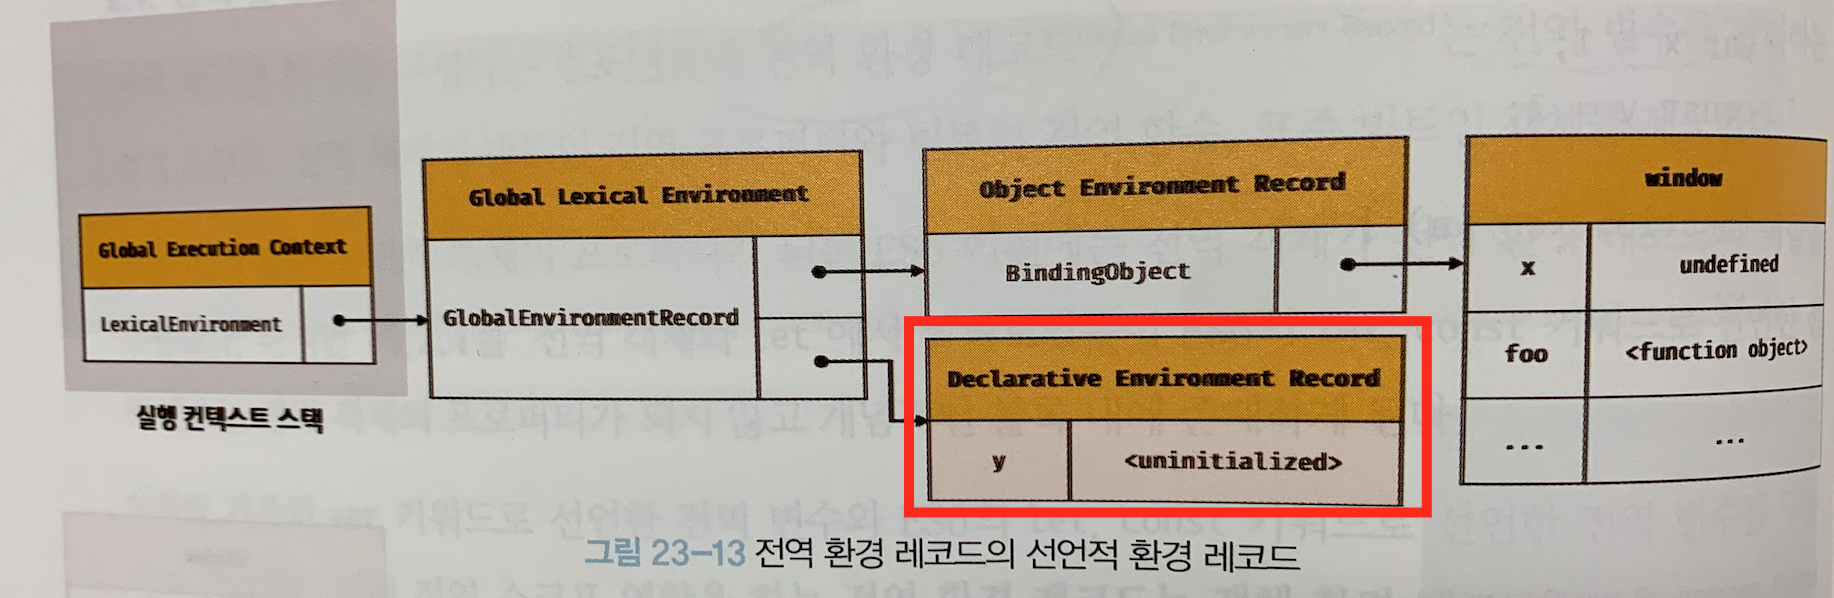 Global Execution Context
LexicalEnvironment
실행 컨텍스트 스택
Global Lexical Environment
GlobalEnvironmentRecord
Object Environment Record
BindingObject
Declarative Environment Record
y <uninitialized>
window
x undefined
foo <function object>
... ...
그림 23-13 전역 환경 레코드의 선언적 환경 레코드